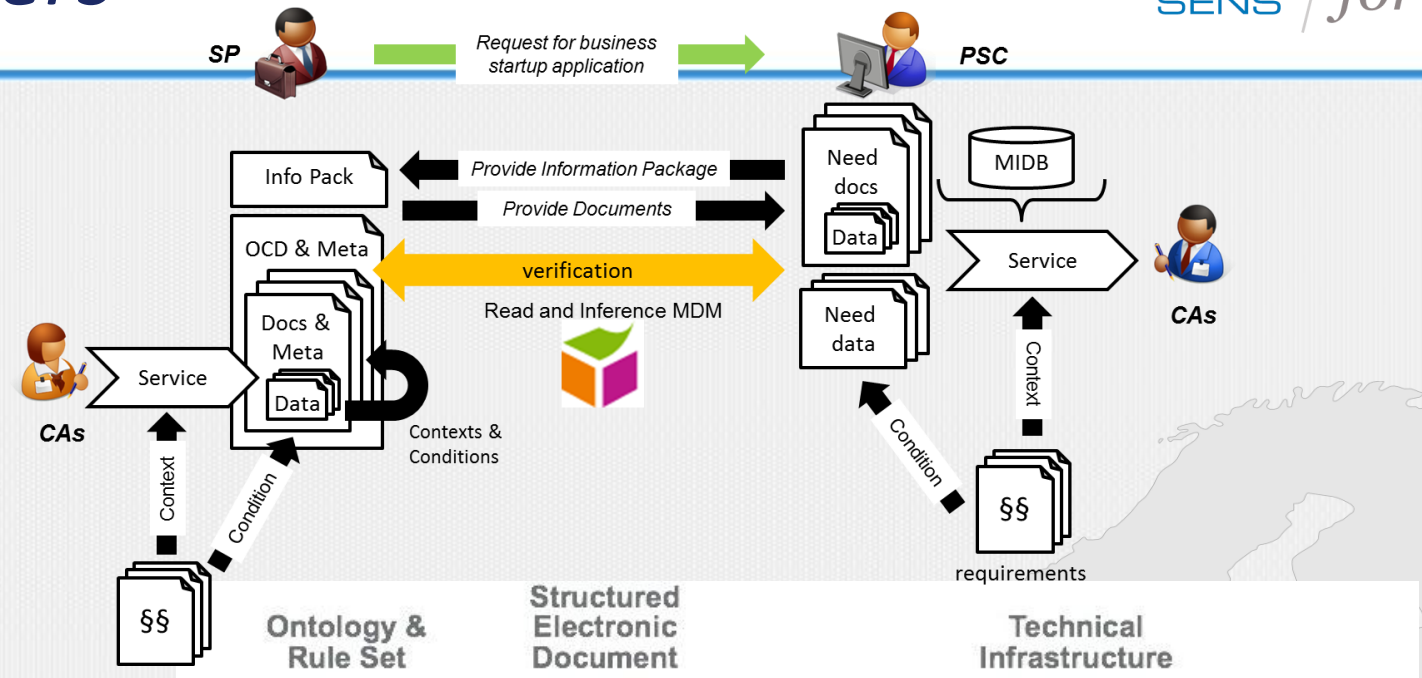 SENS
for
SP
Request for business
startup application
PSC
Info Pack
Provide Information Package
Provide Documents
Need
docs
Data
MIDB
OCD & Meta
verification
Read and Inference MDM
Service
CAs
Docs &
Meta
Data
Need
data
CAs
Service
Contexts &
Conditions
Context
Condition
Condition
Context
§§
requirements
§§
Ontology &
Rule Set
Structured
Electronic
Document
Technical
Infrastructure